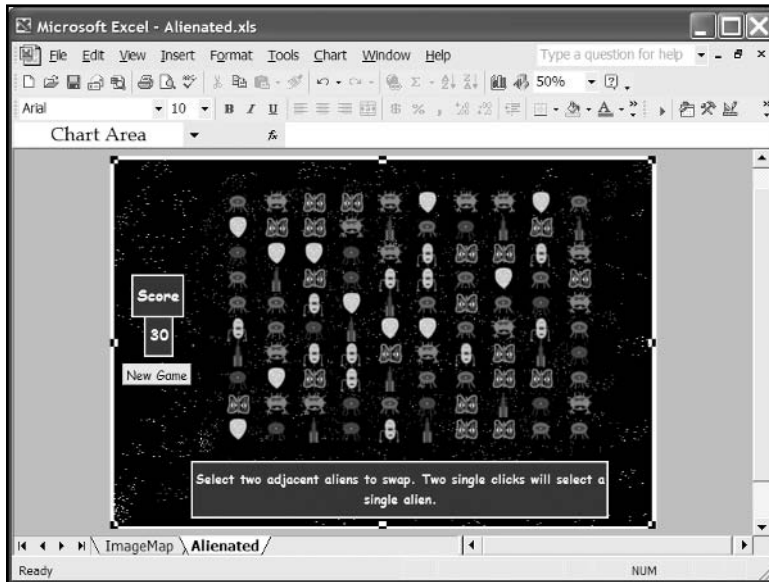 Microsoft Excel - Alienated.xls
File Edit View Insert Format Tools Chart Window Help Type a question for help
50%
Arial 10 B I U
Chart Area fx
Score
30
New Game
Select two adjacent aliens to swap. Two single clicks will select a
single alien.
ImageMap Alienated
Ready NUM